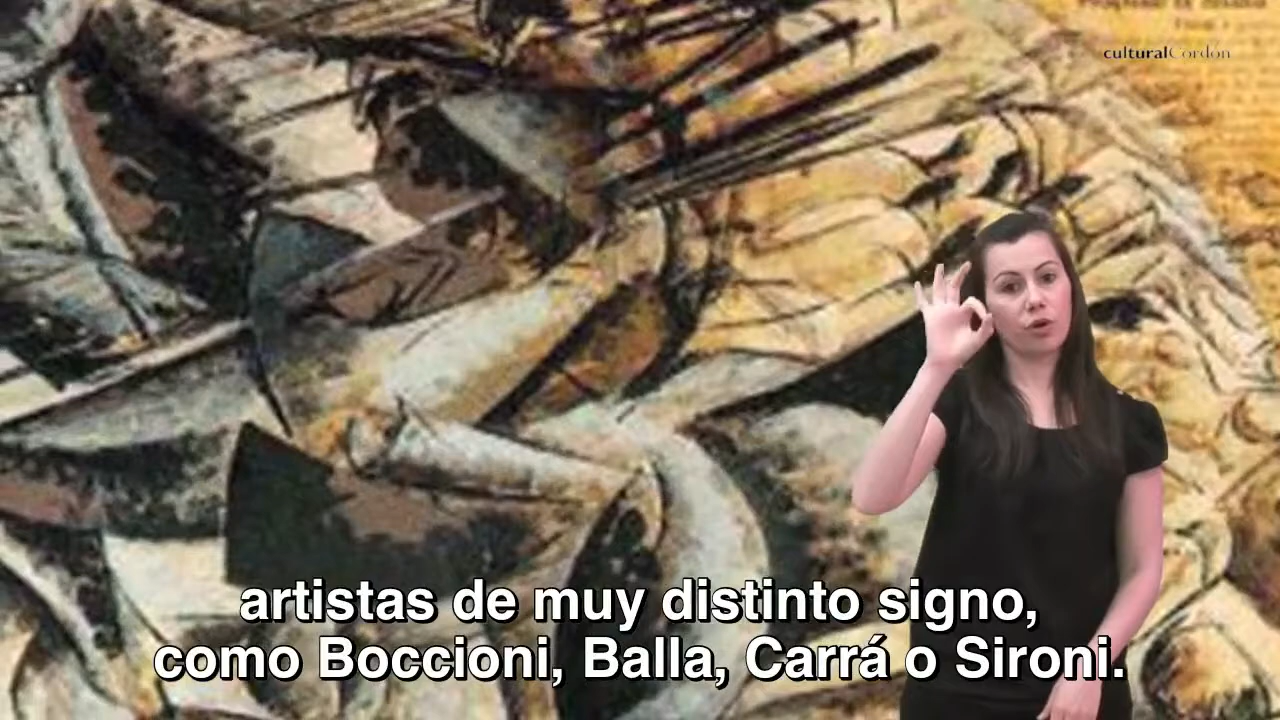 culturalCordón
artistas de muy distinto signo,
como Boccioni, Balla, Carrá o Sironi.